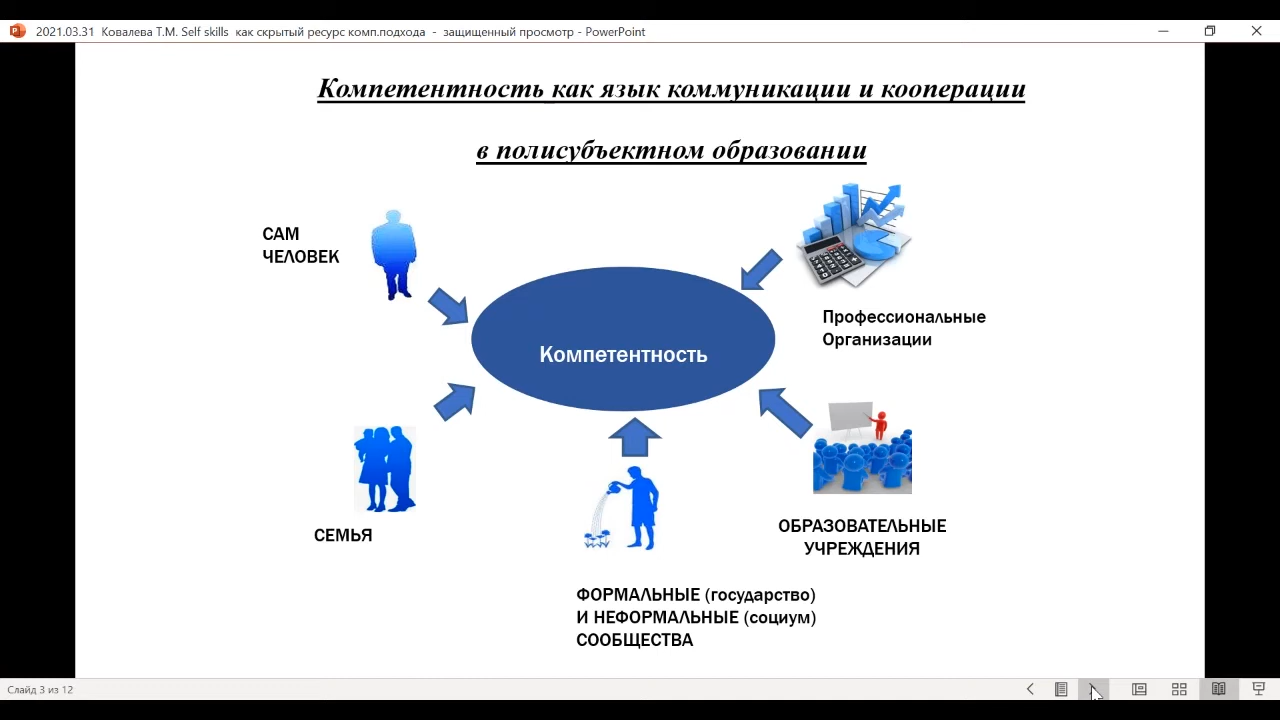 2021.03.31 Ковалева Т.М. Self skills как скрытый ресурс комп.подхода - защищенный просмотр - PowerPoint
Компетентность как язык коммуникации и кооперации
в полисубъектном образовании
САМ
ЧЕЛОВЕК
Профессиональные
Организации
Компетентность
СЕМЬЯ
ОБРАЗОВАТЕЛЬНЫЕ
УЧРЕЖДЕНИЯ
ФОРМАЛЬНЫЕ (государство)
И НЕФОРМАЛЬНЫЕ (социум)
СООБЩЕСТВА
Слайд 3 из 12